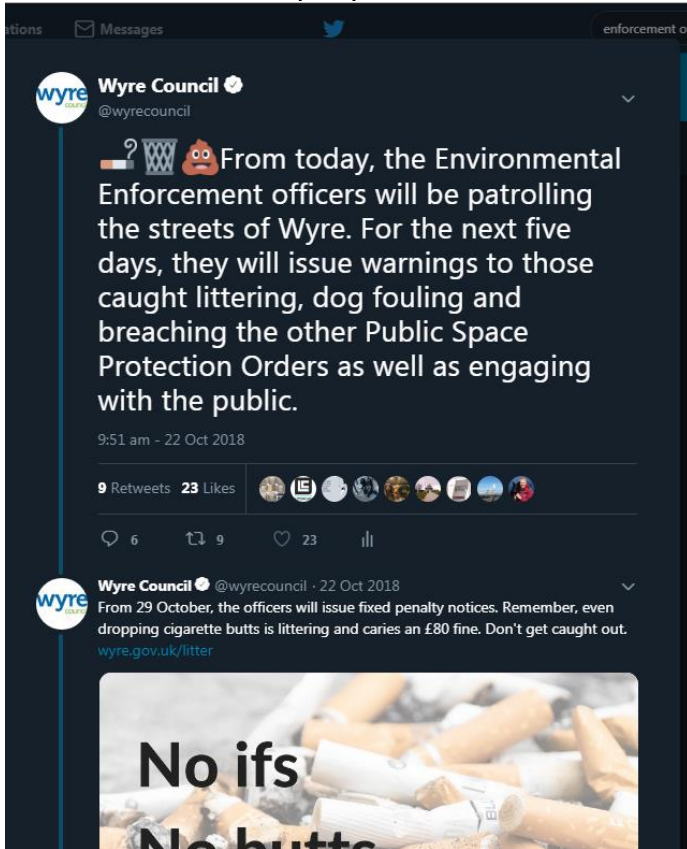 ations Messages enforcement o
wyre
council
Wyre Council
@wyrecouncil
🚬🗑️💩From today, the Environmental
Enforcement officers will be patrolling
the streets of Wyre. For the next five
days, they will issue warnings to those
caught littering, dog fouling and
breaching the other Public Space
Protection Orders as well as engaging
with the public.
9:51 am - 22 Oct 2018
9 Retweets 23 Likes
6 9 23
wyre
council
Wyre Council @wyrecouncil · 22 Oct 2018
From 29 October, the officers will issue fixed penalty notices. Remember, even
dropping cigarette butts is littering and caries an £80 fine. Don't get caught out.
wyre.gov.uk/litter
No ifs
No butts